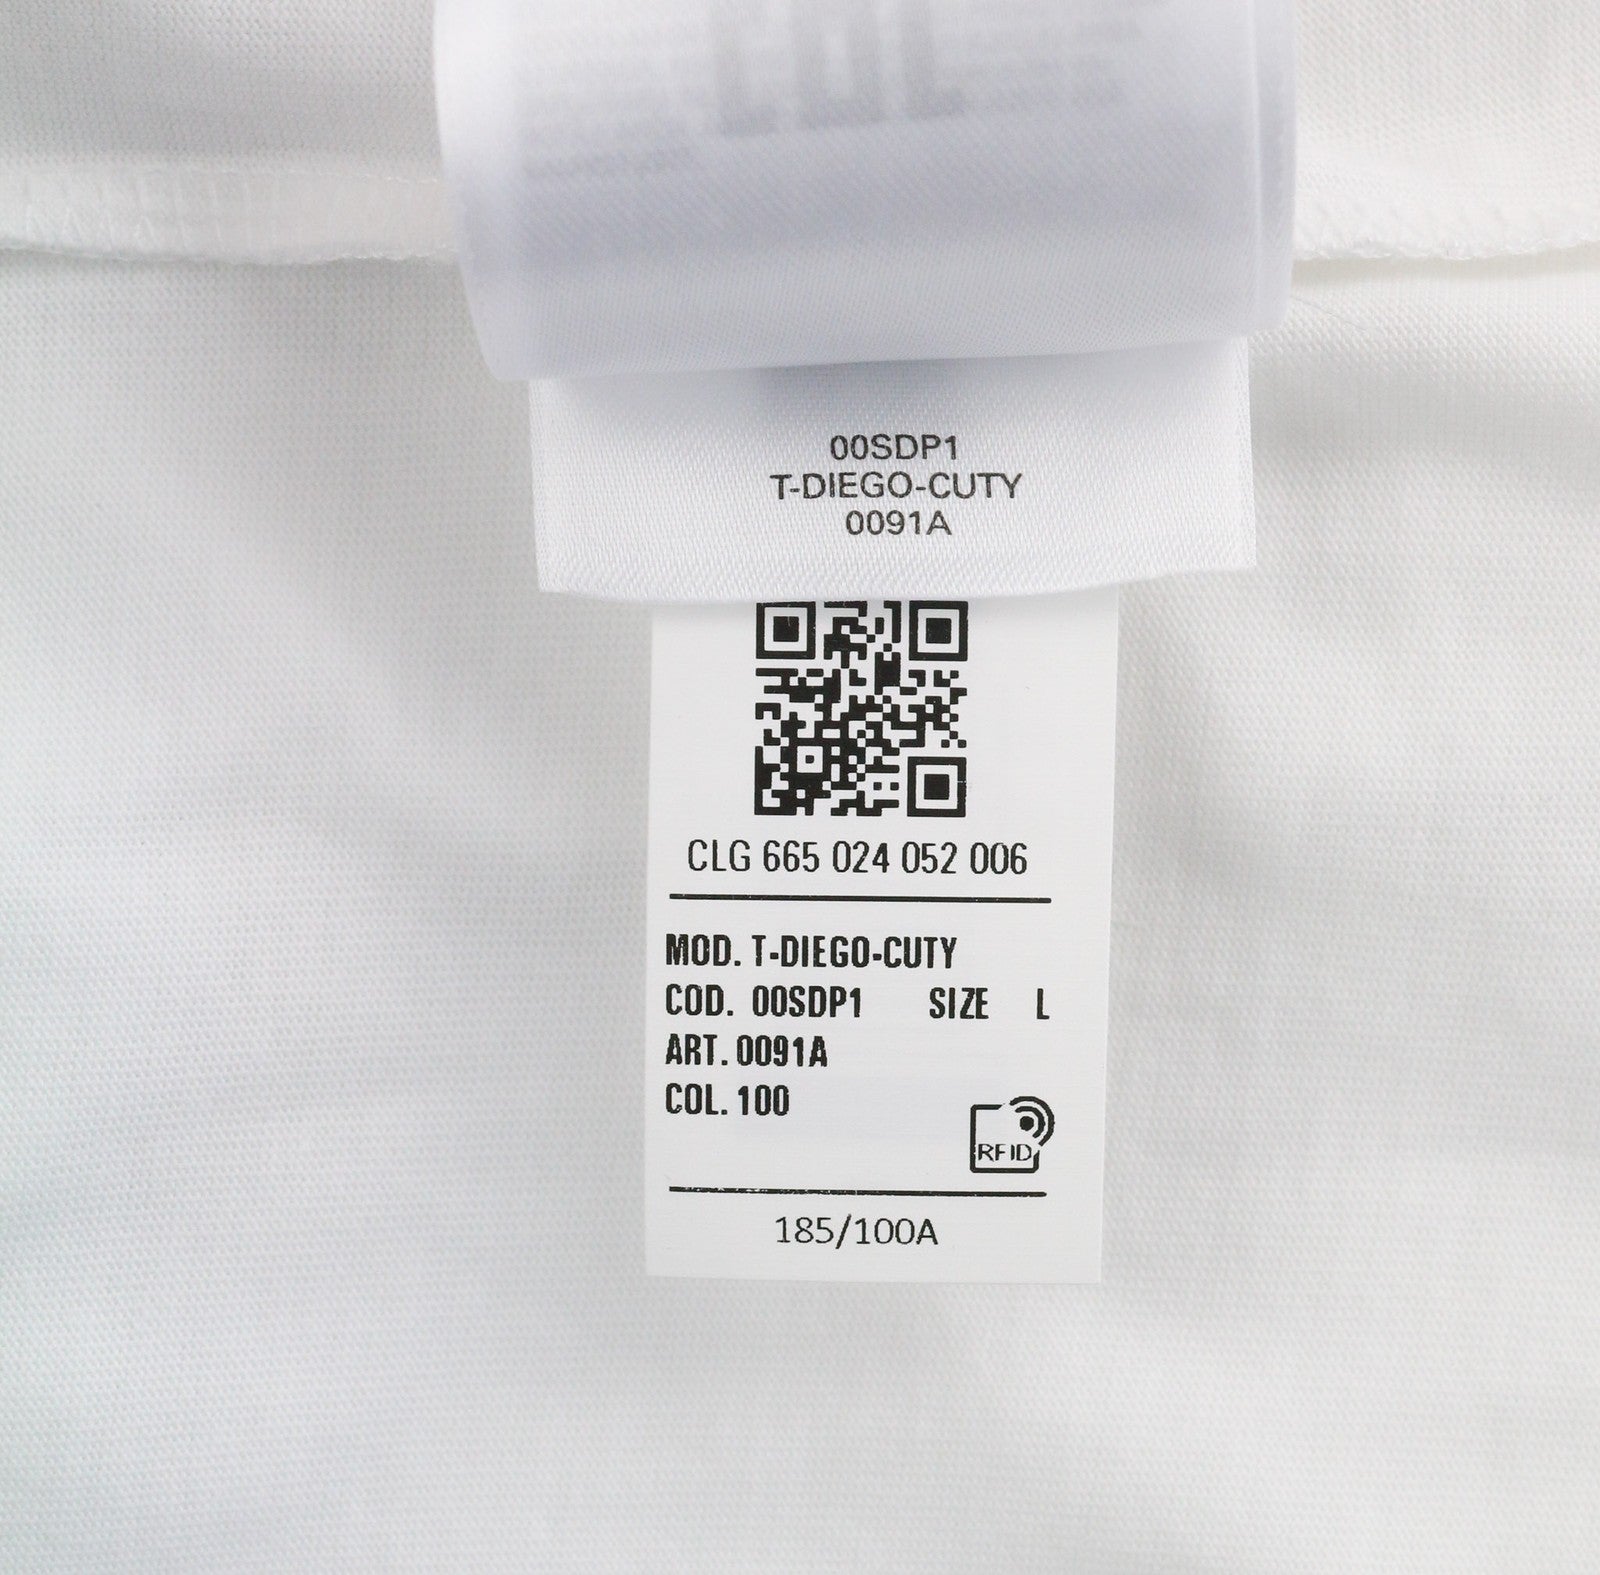 00SDP1
T-DIEGO-CUTY
0091A
CLG 665 024 052 006
MOD. T-DIEGO-CUTY
COD. 00SDP1 SIZE L
ART. 0091A
COL. 100
RFID
185/100A